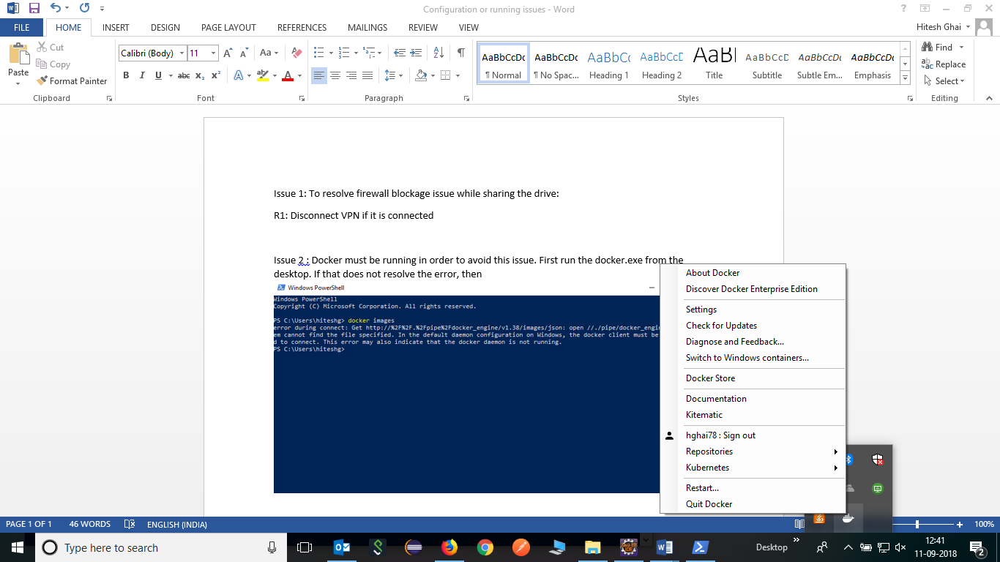 Configuration or running issues - Word
FILE HOME INSERT DESIGN PAGE LAYOUT REFERENCES MAILINGS REVIEW VIEW
Hitesh Ghai
Paste
Cut
Copy
Format Painter
Clipboard
Calibri (Body) 11
Font
Paragraph
AaBbCcDc AaBbCcDc AaBbCc AaBbCcD AaBl AaBbCcD AaBbCcDc AaBbCcDc
¶ Normal ¶ No Spac... Heading 1 Heading 2 Title Subtitle Subtle Em... Emphasis
Styles
Find
Replace
Select
Editing
Issue 1: To resolve firewall blockage issue while sharing the drive:
R1: Disconnect VPN if it is connected
Issue 2 : Docker must be running in order to avoid this issue. First run the docker.exe from the
desktop. If that does not resolve the error, then
Windows PowerShell
Windows PowerShell
Copyright (C) Microsoft Corporation. All rights reserved.
PS C:\Users\hiteshg> docker images
error during connect: Get http://%2F%2F.%2Fpipe%2Fdocker_engine/v1.38/images/json: open //./pipe/docker_engin
em cannot find the file specified. In the default daemon configuration on Windows, the docker client must be
d to connect. This error may also indicate that the docker daemon is not running.
PS C:\Users\hiteshg>
About Docker
Discover Docker Enterprise Edition
Settings
Check for Updates
Diagnose and Feedback...
Switch to Windows containers...
Docker Store
Documentation
Kitematic
hghai78 : Sign out
Repositories
Kubernetes
Restart...
Quit Docker
PAGE 1 OF 1 46 WORDS ENGLISH (INDIA) 100%
Type here to search
Desktop
12:41
11-09-2018
2